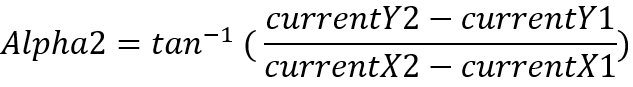 Alpha2 = tan⁻¹ ( (currentY2 − currentY1) / (currentX2 − currentX1) )